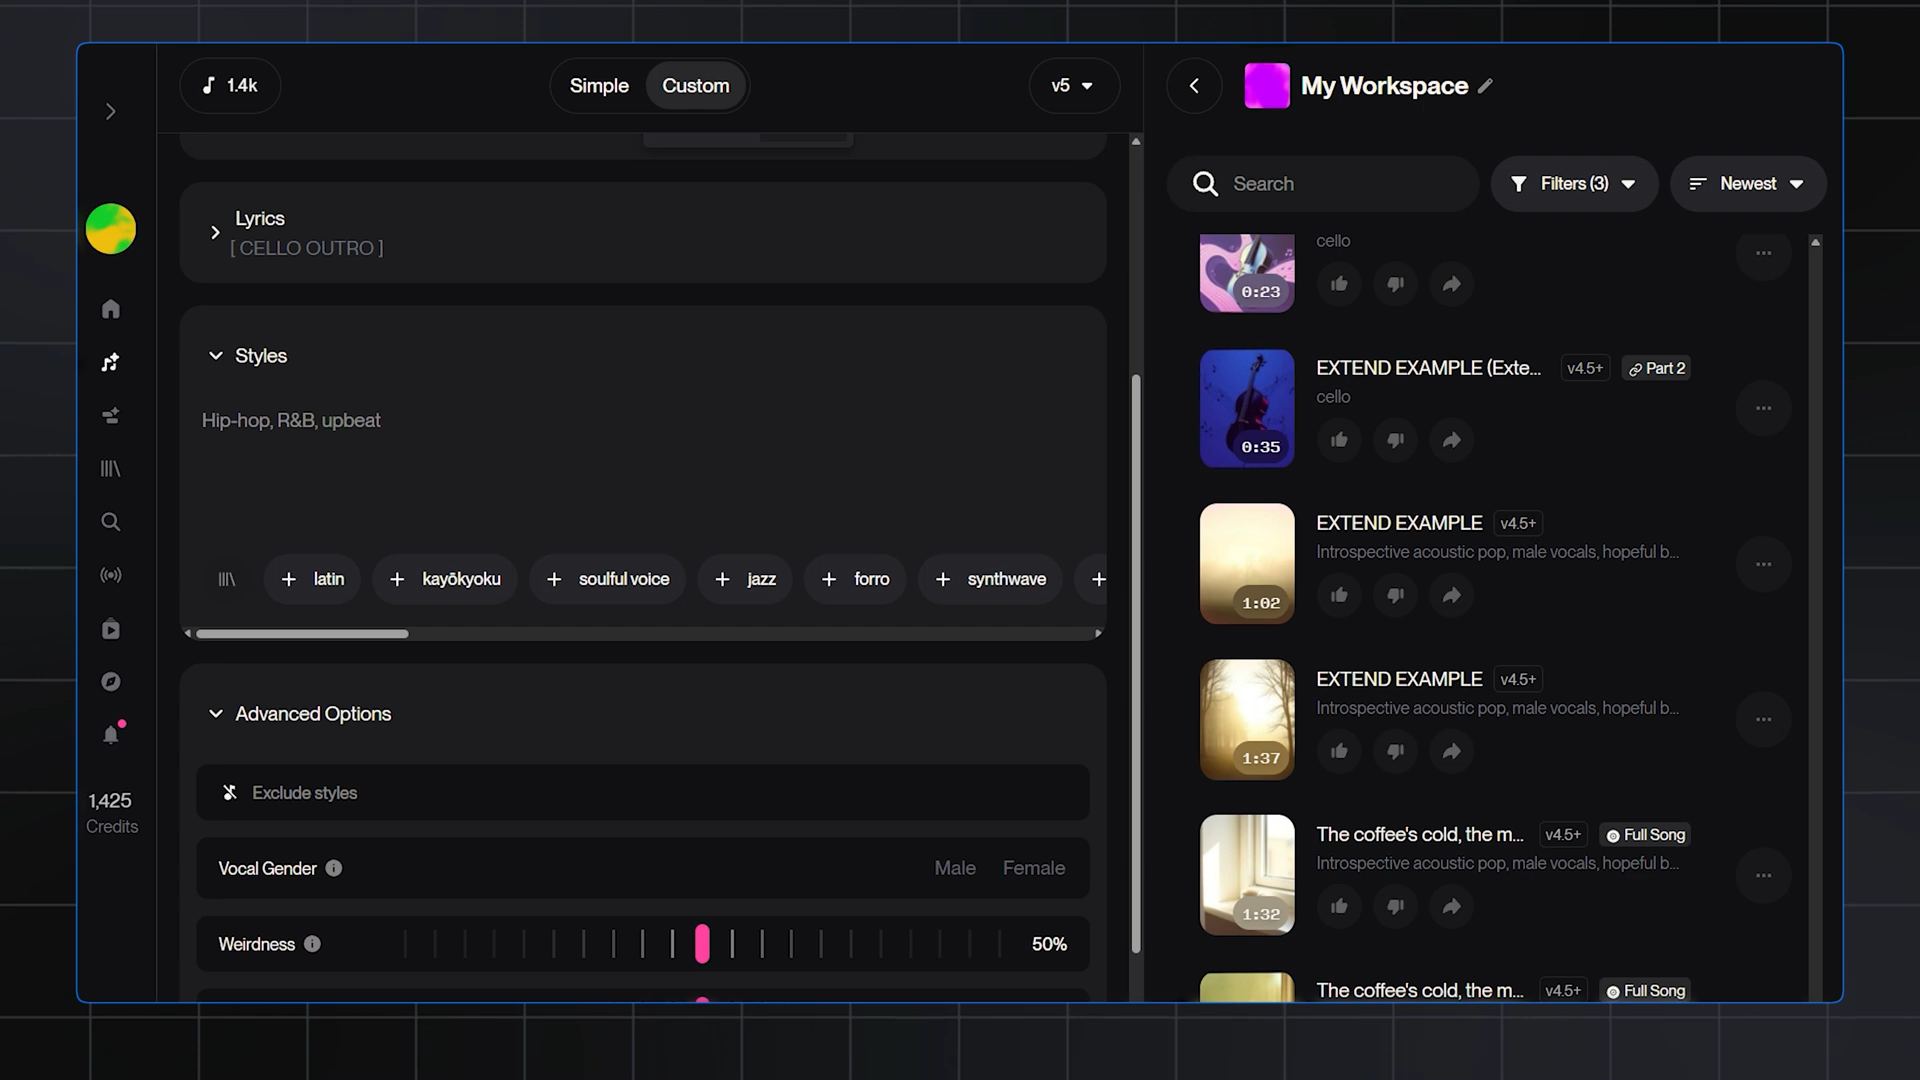 1.4k
Simple
Custom
v5
My Workspace
Lyrics
[ CELLO OUTRO ]
Styles
Hip-hop, R&B, upbeat
latin
kayōkyoku
soulful voice
jazz
forro
synthwave
Advanced Options
Exclude styles
Vocal Gender
Male
Female
Weirdness
50%
1,425
Credits
Search
Filters (3)
Newest
cello
0:23
EXTEND EXAMPLE (Exte... v4.5+ Part 2
cello
0:35
EXTEND EXAMPLE v4.5+
Introspective acoustic pop, male vocals, hopeful b...
1:02
EXTEND EXAMPLE v4.5+
Introspective acoustic pop, male vocals, hopeful b...
1:37
The coffee's cold, the m... v4.5+ Full Song
Introspective acoustic pop, male vocals, hopeful b...
1:32
The coffee's cold, the m... v4.5+ Full Song